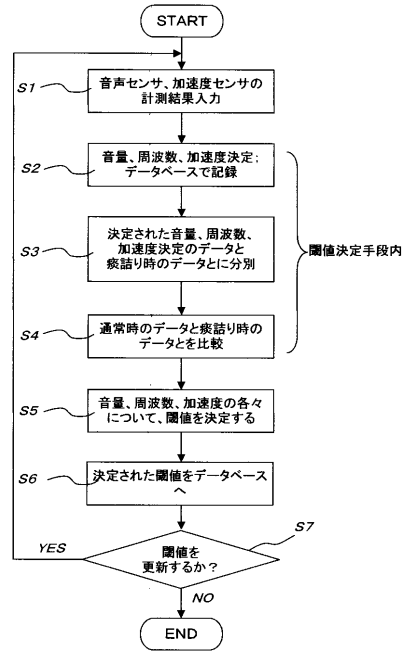 START
S1
音声センサ、加速度センサの
計測結果入力
S2
音量、周波数、加速度決定;
データベースで記録
S3
決定された音量、周波数、
加速度決定のデータと
痰詰り時のデータとに分別
閾値決定手段内
S4
通常時のデータと痰詰り時の
データとを比較
S5
音量、周波数、加速度の各々
について、閾値を決定する
S6
決定された閾値をデータベース
へ
S7
YES
閾値を
更新するか？
NO
END